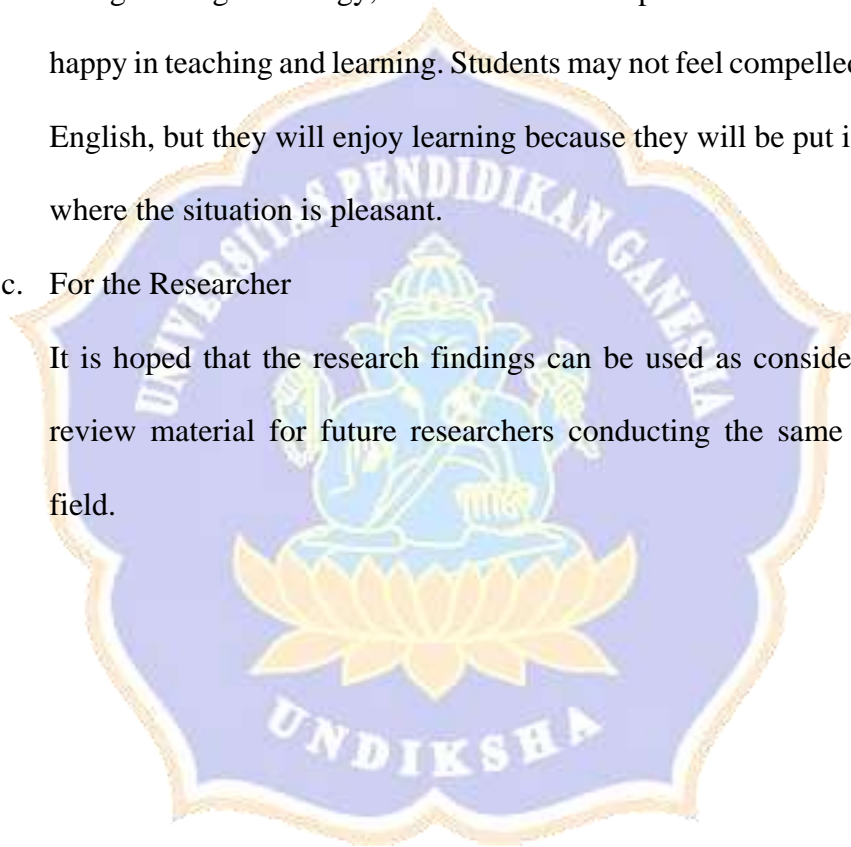 happy in teaching and learning. Students may not feel compelled
English, but they will enjoy learning because they will be put i
where the situation is pleasant.
c. For the Researcher
It is hoped that the research findings can be used as conside
review material for future researchers conducting the same
field.
UNIVERSITAS PENDIDIKAN GANESHA
UNDIKSHA